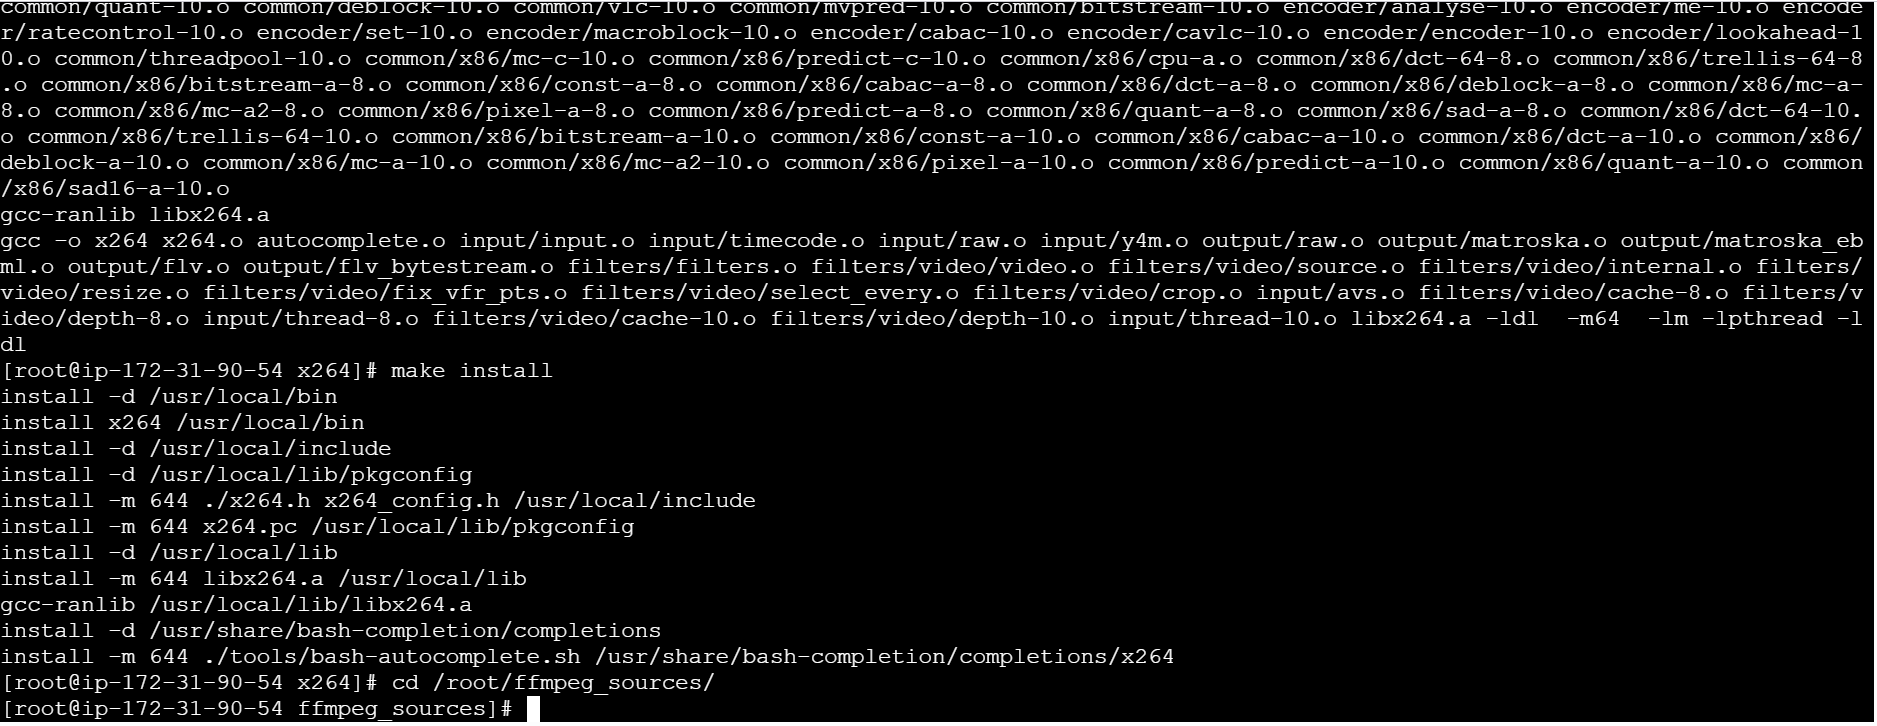 common/quant-10.o common/deblock-10.o common/vlc-10.o common/mvpred-10.o common/bitstream-10.o encoder/analyse-10.o encoder/me-10.o encode
r/ratecontrol-10.o encoder/set-10.o encoder/macroblock-10.o encoder/cabac-10.o encoder/cavlc-10.o encoder/encoder-10.o encoder/lookahead-1
0.o common/threadpool-10.o common/x86/mc-c-10.o common/x86/predict-c-10.o common/x86/cpu-a.o common/x86/dct-64-8.o common/x86/trellis-64-8
.o common/x86/bitstream-a-8.o common/x86/const-a-8.o common/x86/cabac-a-8.o common/x86/dct-a-8.o common/x86/deblock-a-8.o common/x86/mc-a-
8.o common/x86/mc-a2-8.o common/x86/pixel-a-8.o common/x86/predict-a-8.o common/x86/quant-a-8.o common/x86/sad-a-8.o common/x86/dct-64-10.
o common/x86/trellis-64-10.o common/x86/bitstream-a-10.o common/x86/const-a-10.o common/x86/cabac-a-10.o common/x86/dct-a-10.o common/x86/
deblock-a-10.o common/x86/mc-a-10.o common/x86/mc-a2-10.o common/x86/pixel-a-10.o common/x86/predict-a-10.o common/x86/quant-a-10.o common
/x86/sad16-a-10.o
gcc-ranlib libx264.a
gcc -o x264 x264.o autocomplete.o input/input.o input/timecode.o input/raw.o input/y4m.o output/raw.o output/matroska.o output/matroska_eb
ml.o output/flv.o output/flv_bytestream.o filters/filters.o filters/video/video.o filters/video/source.o filters/video/internal.o filters/
video/resize.o filters/video/fix_vfr_pts.o filters/video/select_every.o filters/video/crop.o input/avs.o filters/video/cache-8.o filters/v
ideo/depth-8.o input/thread-8.o filters/video/cache-10.o filters/video/depth-10.o input/thread-10.o libx264.a -ldl  -m64  -lm -lpthread -l
dl
[root@ip-172-31-90-54 x264]# make install
install -d /usr/local/bin
install x264 /usr/local/bin
install -d /usr/local/include
install -d /usr/local/lib/pkgconfig
install -m 644 ./x264.h x264_config.h /usr/local/include
install -m 644 x264.pc /usr/local/lib/pkgconfig
install -d /usr/local/lib
install -m 644 libx264.a /usr/local/lib
gcc-ranlib /usr/local/lib/libx264.a
install -d /usr/share/bash-completion/completions
install -m 644 ./tools/bash-autocomplete.sh /usr/share/bash-completion/completions/x264
[root@ip-172-31-90-54 x264]# cd /root/ffmpeg_sources/
[root@ip-172-31-90-54 ffmpeg_sources]#